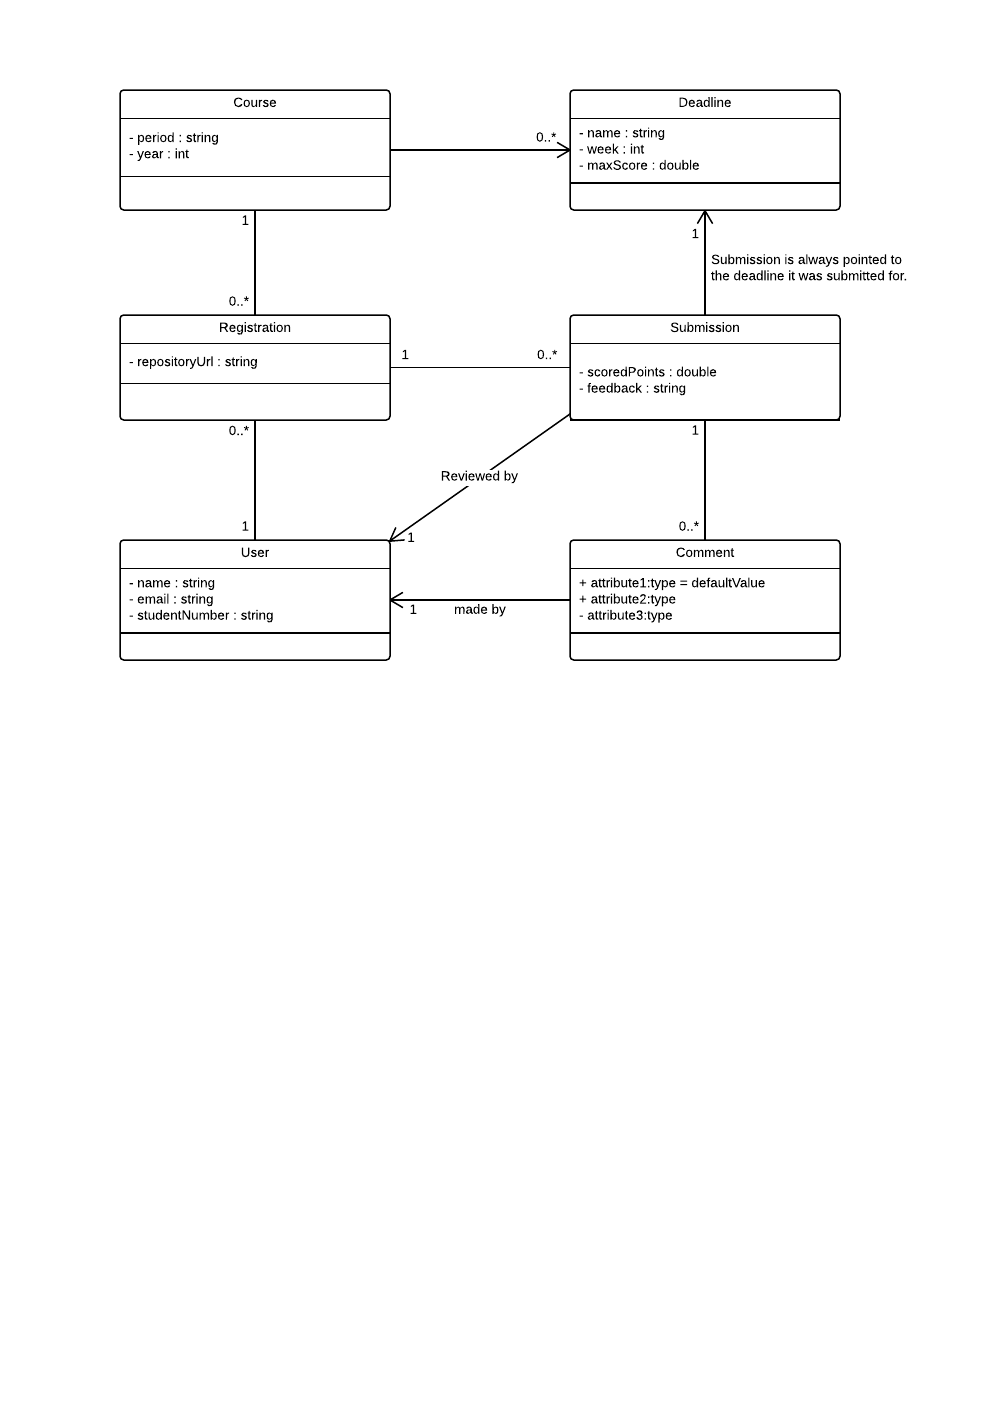 Course
- period : string
- year : int
Deadline
- name : string
- week : int
- maxScore : double
0..*
1
0..*
1
Submission is always pointed to
the deadline it was submitted for.
Registration
- repositoryUrl : string
1
0..*
Submission
- scoredPoints : double
- feedback : string
0..*
1
Reviewed by
1
1
0..*
User
- name : string
- email : string
- studentNumber : string
1
made by
Comment
+ attribute1:type = defaultValue
+ attribute2:type
- attribute3:type